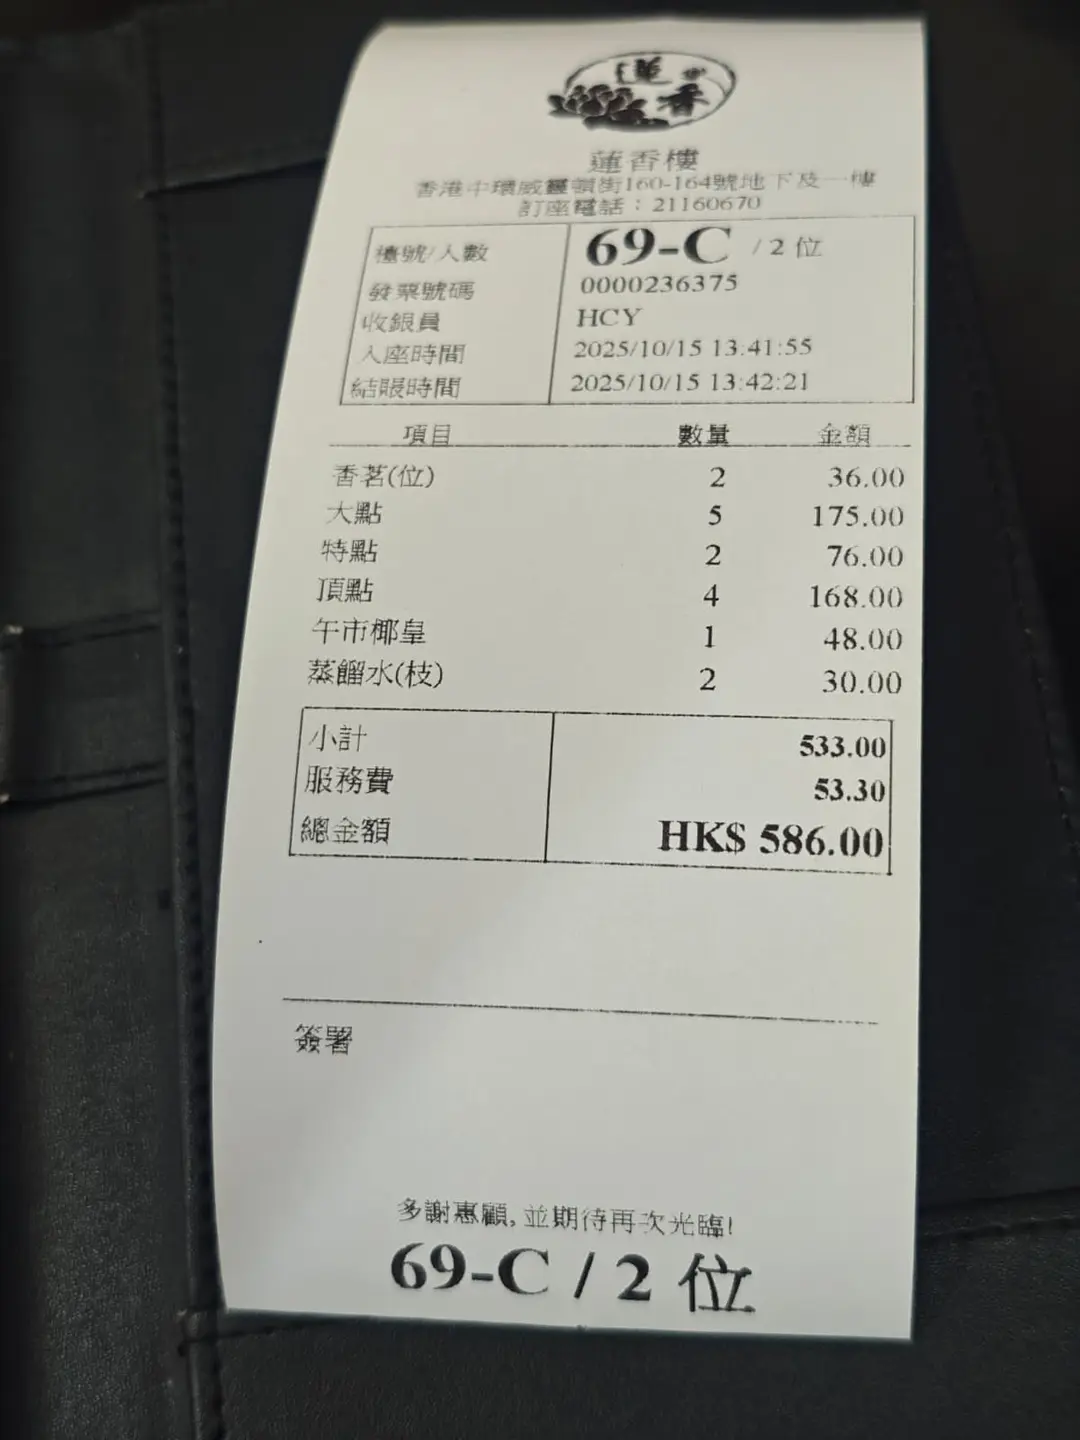 蓮香
蓮香樓
香港中環威靈頓街160-164號地下及一樓
訂座電話：21160670
檯號/人數 69-C / 2 位
發票號碼 0000236375
收銀員 HCY
入座時間 2025/10/15 13:41:55
結賬時間 2025/10/15 13:42:21
項目 數量 金額
香茗(位) 2 36.00
大點 5 175.00
特點 2 76.00
頂點 4 168.00
午市椰皇 1 48.00
蒸餾水(枝) 2 30.00
小計 533.00
服務費 53.30
總金額 HK$ 586.00
簽署
多謝惠顧, 並期待再次光臨!
69-C / 2 位